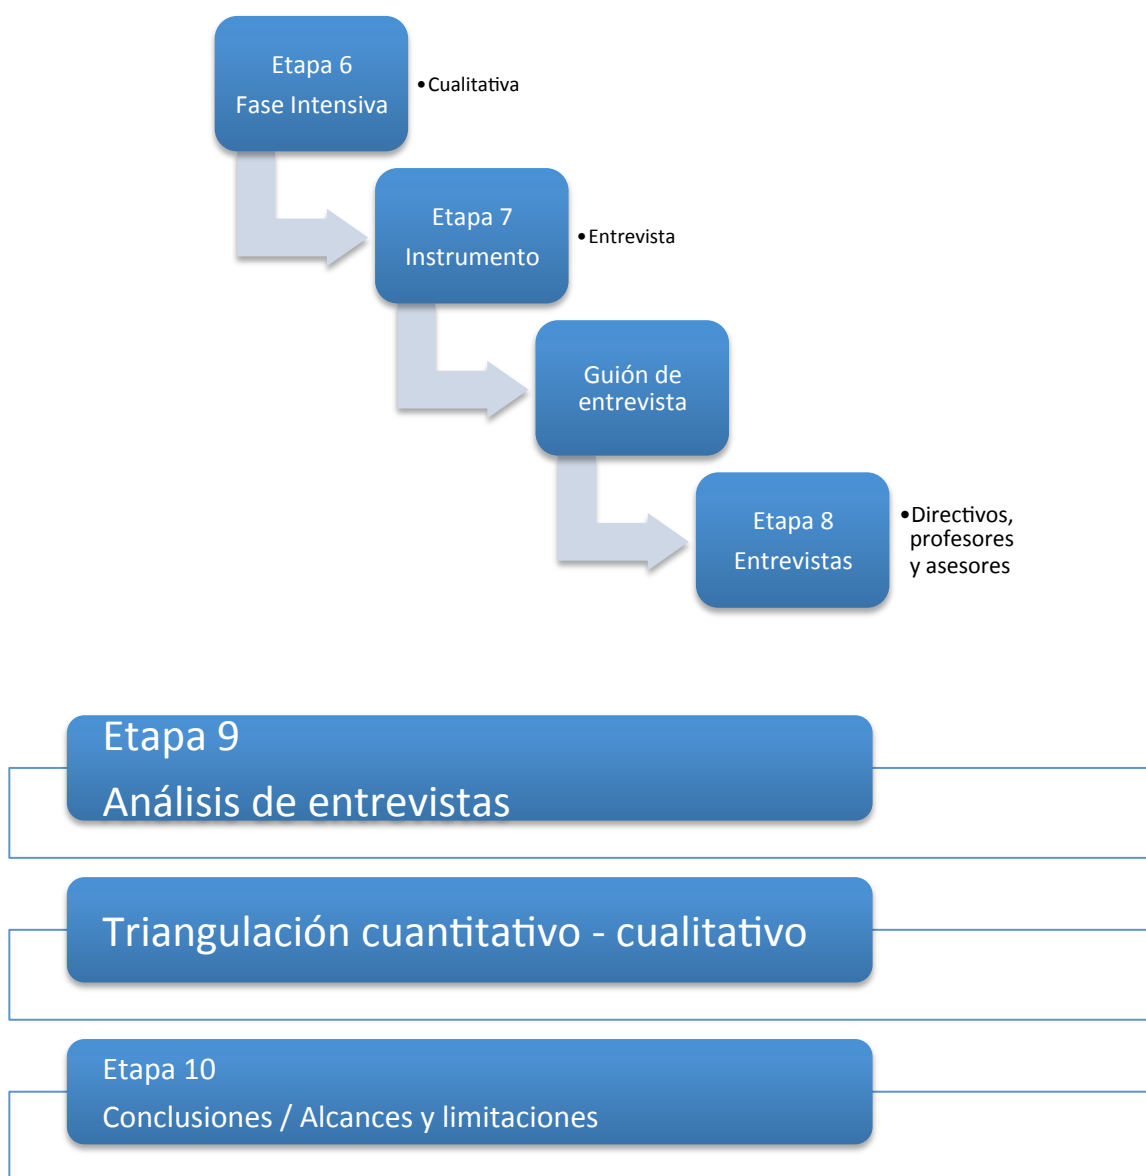 Etapa 6
Fase Intensiva
•Cualitativa
Etapa 7
Instrumento
•Entrevista
Guión de
entrevista
Etapa 8
Entrevistas
•Directivos,
profesores
y asesores
Etapa 9
Análisis de entrevistas
Triangulación cuantitativo - cualitativo
Etapa 10
Conclusiones / Alcances y limitaciones